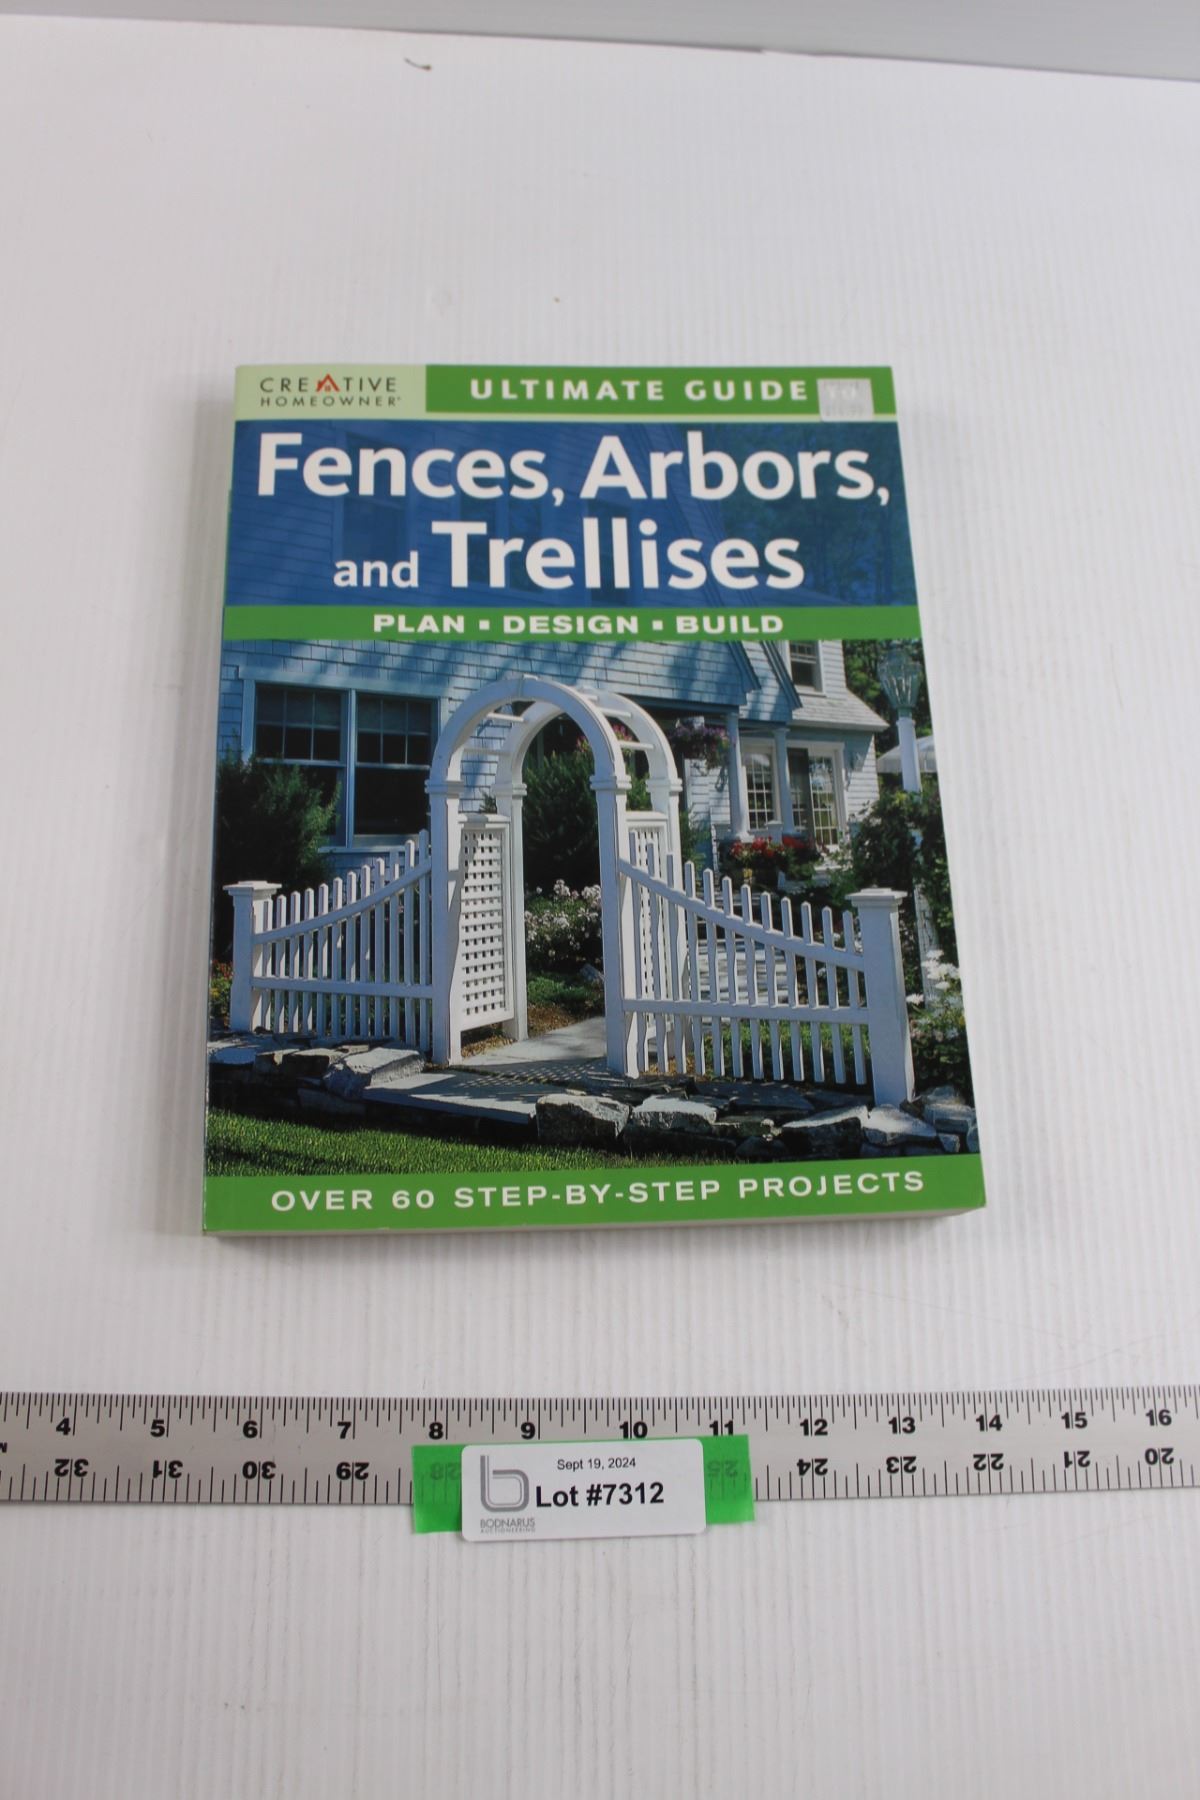 CREATIVE
HOMEOWNER
ULTIMATE GUIDE
Fences, Arbors,
and Trellises
PLAN ▪ DESIGN ▪ BUILD
OVER 60 STEP-BY-STEP PROJECTS
4 5 6 7 8 9 10 11 12 13 14 15 16
32 31 30 29 28 25 24 23 22 21 20
Sept 19, 2024
Lot #7312
BODNARUS
AUCTIONEERING